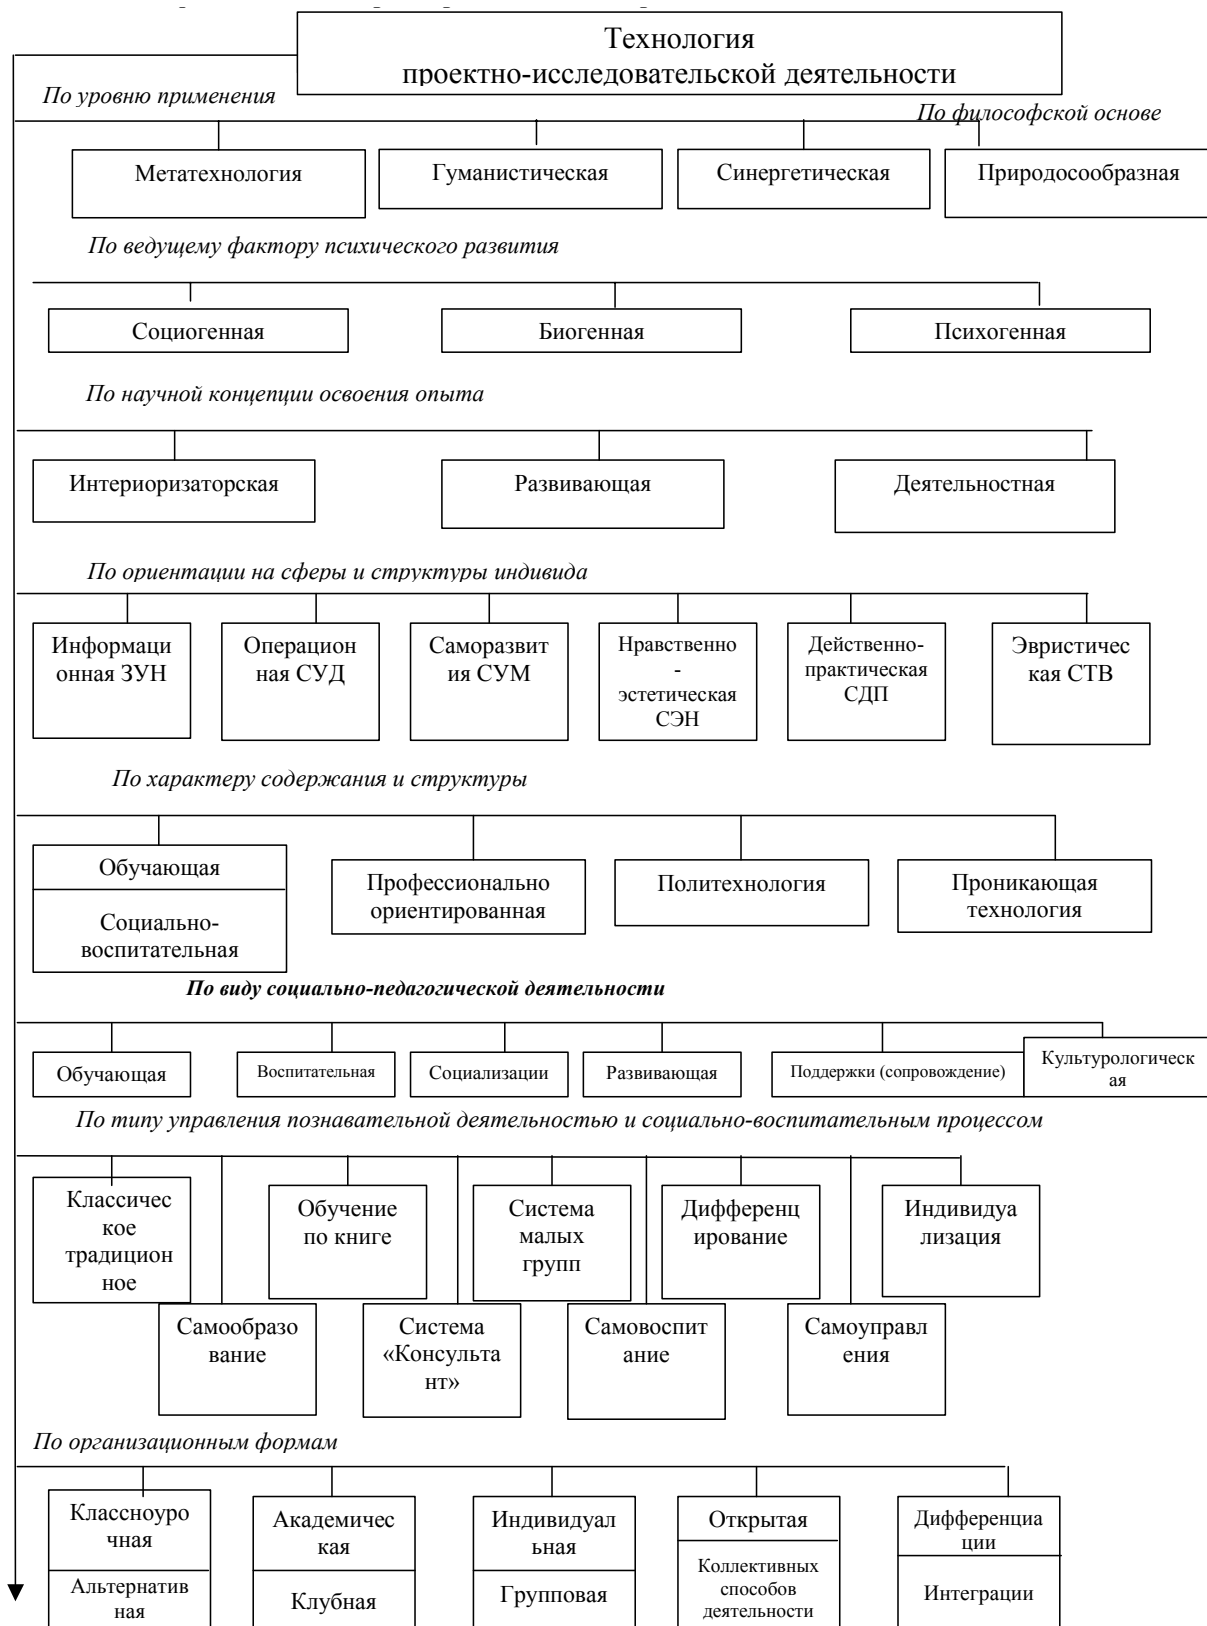 Технология
проектно-исследовательской деятельности
По уровню применения
По философской основе
Метатехнология
Гуманистическая
Синергетическая
Природосообразная
По ведущему фактору психического развития
Социогенная
Биогенная
Психогенная
По научной концепции освоения опыта
Интериоризаторская
Развивающая
Деятельностная
По ориентации на сферы и структуры индивида
Информаци
онная ЗУН
Операцион
ная СУД
Саморазвит
ия СУМ
Нравственно
-
эстетическая
СЭН
Действенно-
практическая
СДП
Эвристичес
кая СТВ
По характеру содержания и структуры
Обучающая
Социально-
воспитательная
Профессионально
ориентированная
Политехнология
Проникающая
технология
По виду социально-педагогической деятельности
Обучающая
Воспитательная
Социализации
Развивающая
Поддержки (сопровождение)
Культурологическ
ая
По типу управления познавательной деятельностью и социально-воспитательным процессом
Классичес
кое
традицион
ное
Обучение
по книге
Система
малых
групп
Дифференц
ирование
Индивидуа
лизация
Самообразо
вание
Система
«Консульта
нт»
Самовоспит
ание
Самоуправл
ения
По организационным формам
Классноуро
чная
Альтернатив
ная
Академичес
кая
Клубная
Индивидуал
ьная
Групповая
Открытая
Коллективных
способов
деятельности
Дифференциа
ции
Интеграции